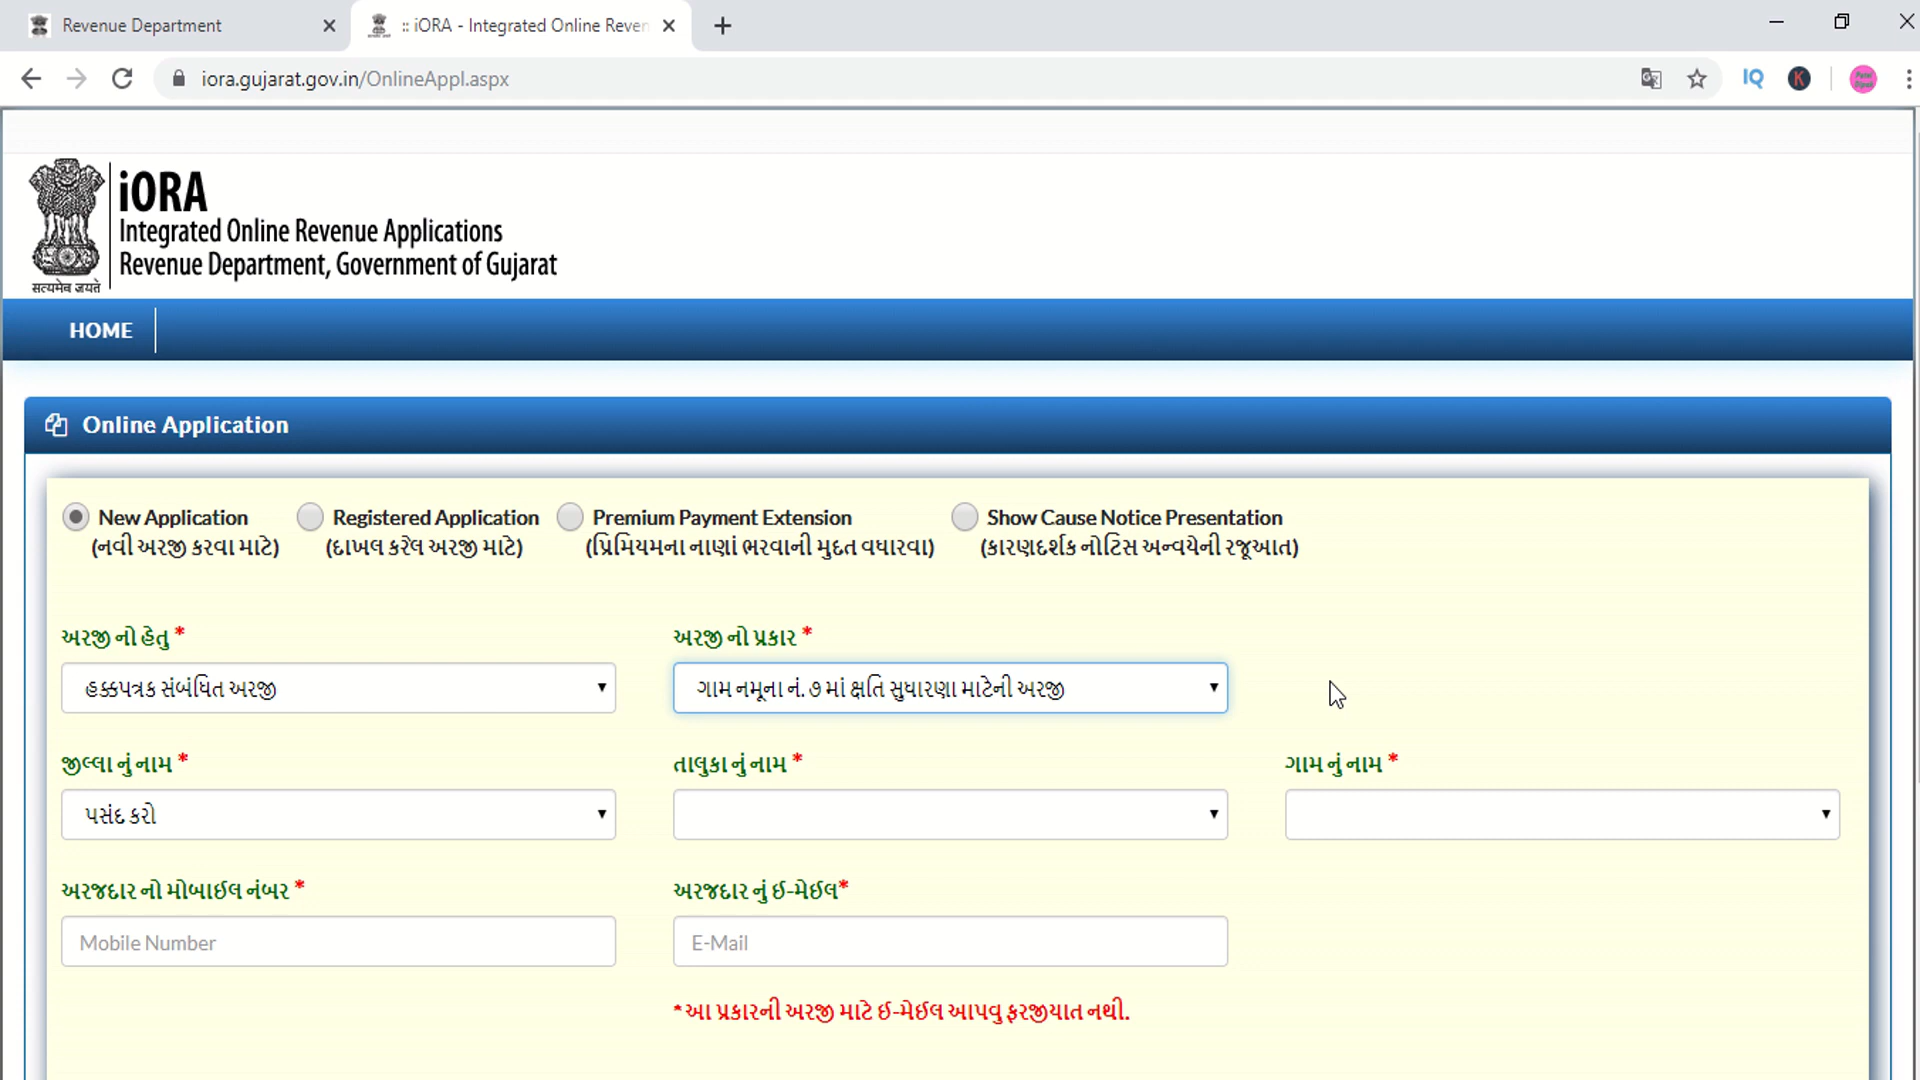 Revenue Department
:: iORA - Integrated Online Reven
iora.gujarat.gov.in/OnlineAppl.aspx
IQ
K
iORA
Integrated Online Revenue Applications
Revenue Department, Government of Gujarat
सत्यमेव जयते
HOME
Online Application
New Application
(નવી અરજી કરવા માટે)
Registered Application
(દાખલ કરેલ અરજી માટે)
Premium Payment Extension
(પ્રિમિયમના નાણાં ભરવાની મુદ્દત વધારવા)
Show Cause Notice Presentation
(કારણદર્શક નોટિસ અન્વયેની રજૂઆત)
અરજી નો હેતુ *
અરજી નો પ્રકાર *
હક્કપત્રક સંબંધિત અરજી
ગામ નમૂના નં. ૭ માં ક્ષતિ સુધારણા માટેની અરજી
જીલ્લા નું નામ *
તાલુકા નું નામ *
ગામ નું નામ *
પસંદ કરો
અરજદાર નો મોબાઈલ નંબર *
અરજદાર નું ઈ-મેઈલ*
Mobile Number
E-Mail
*આ પ્રકારની અરજી માટે ઈ-મેઈલ આપવુ ફરજીયાત નથી.